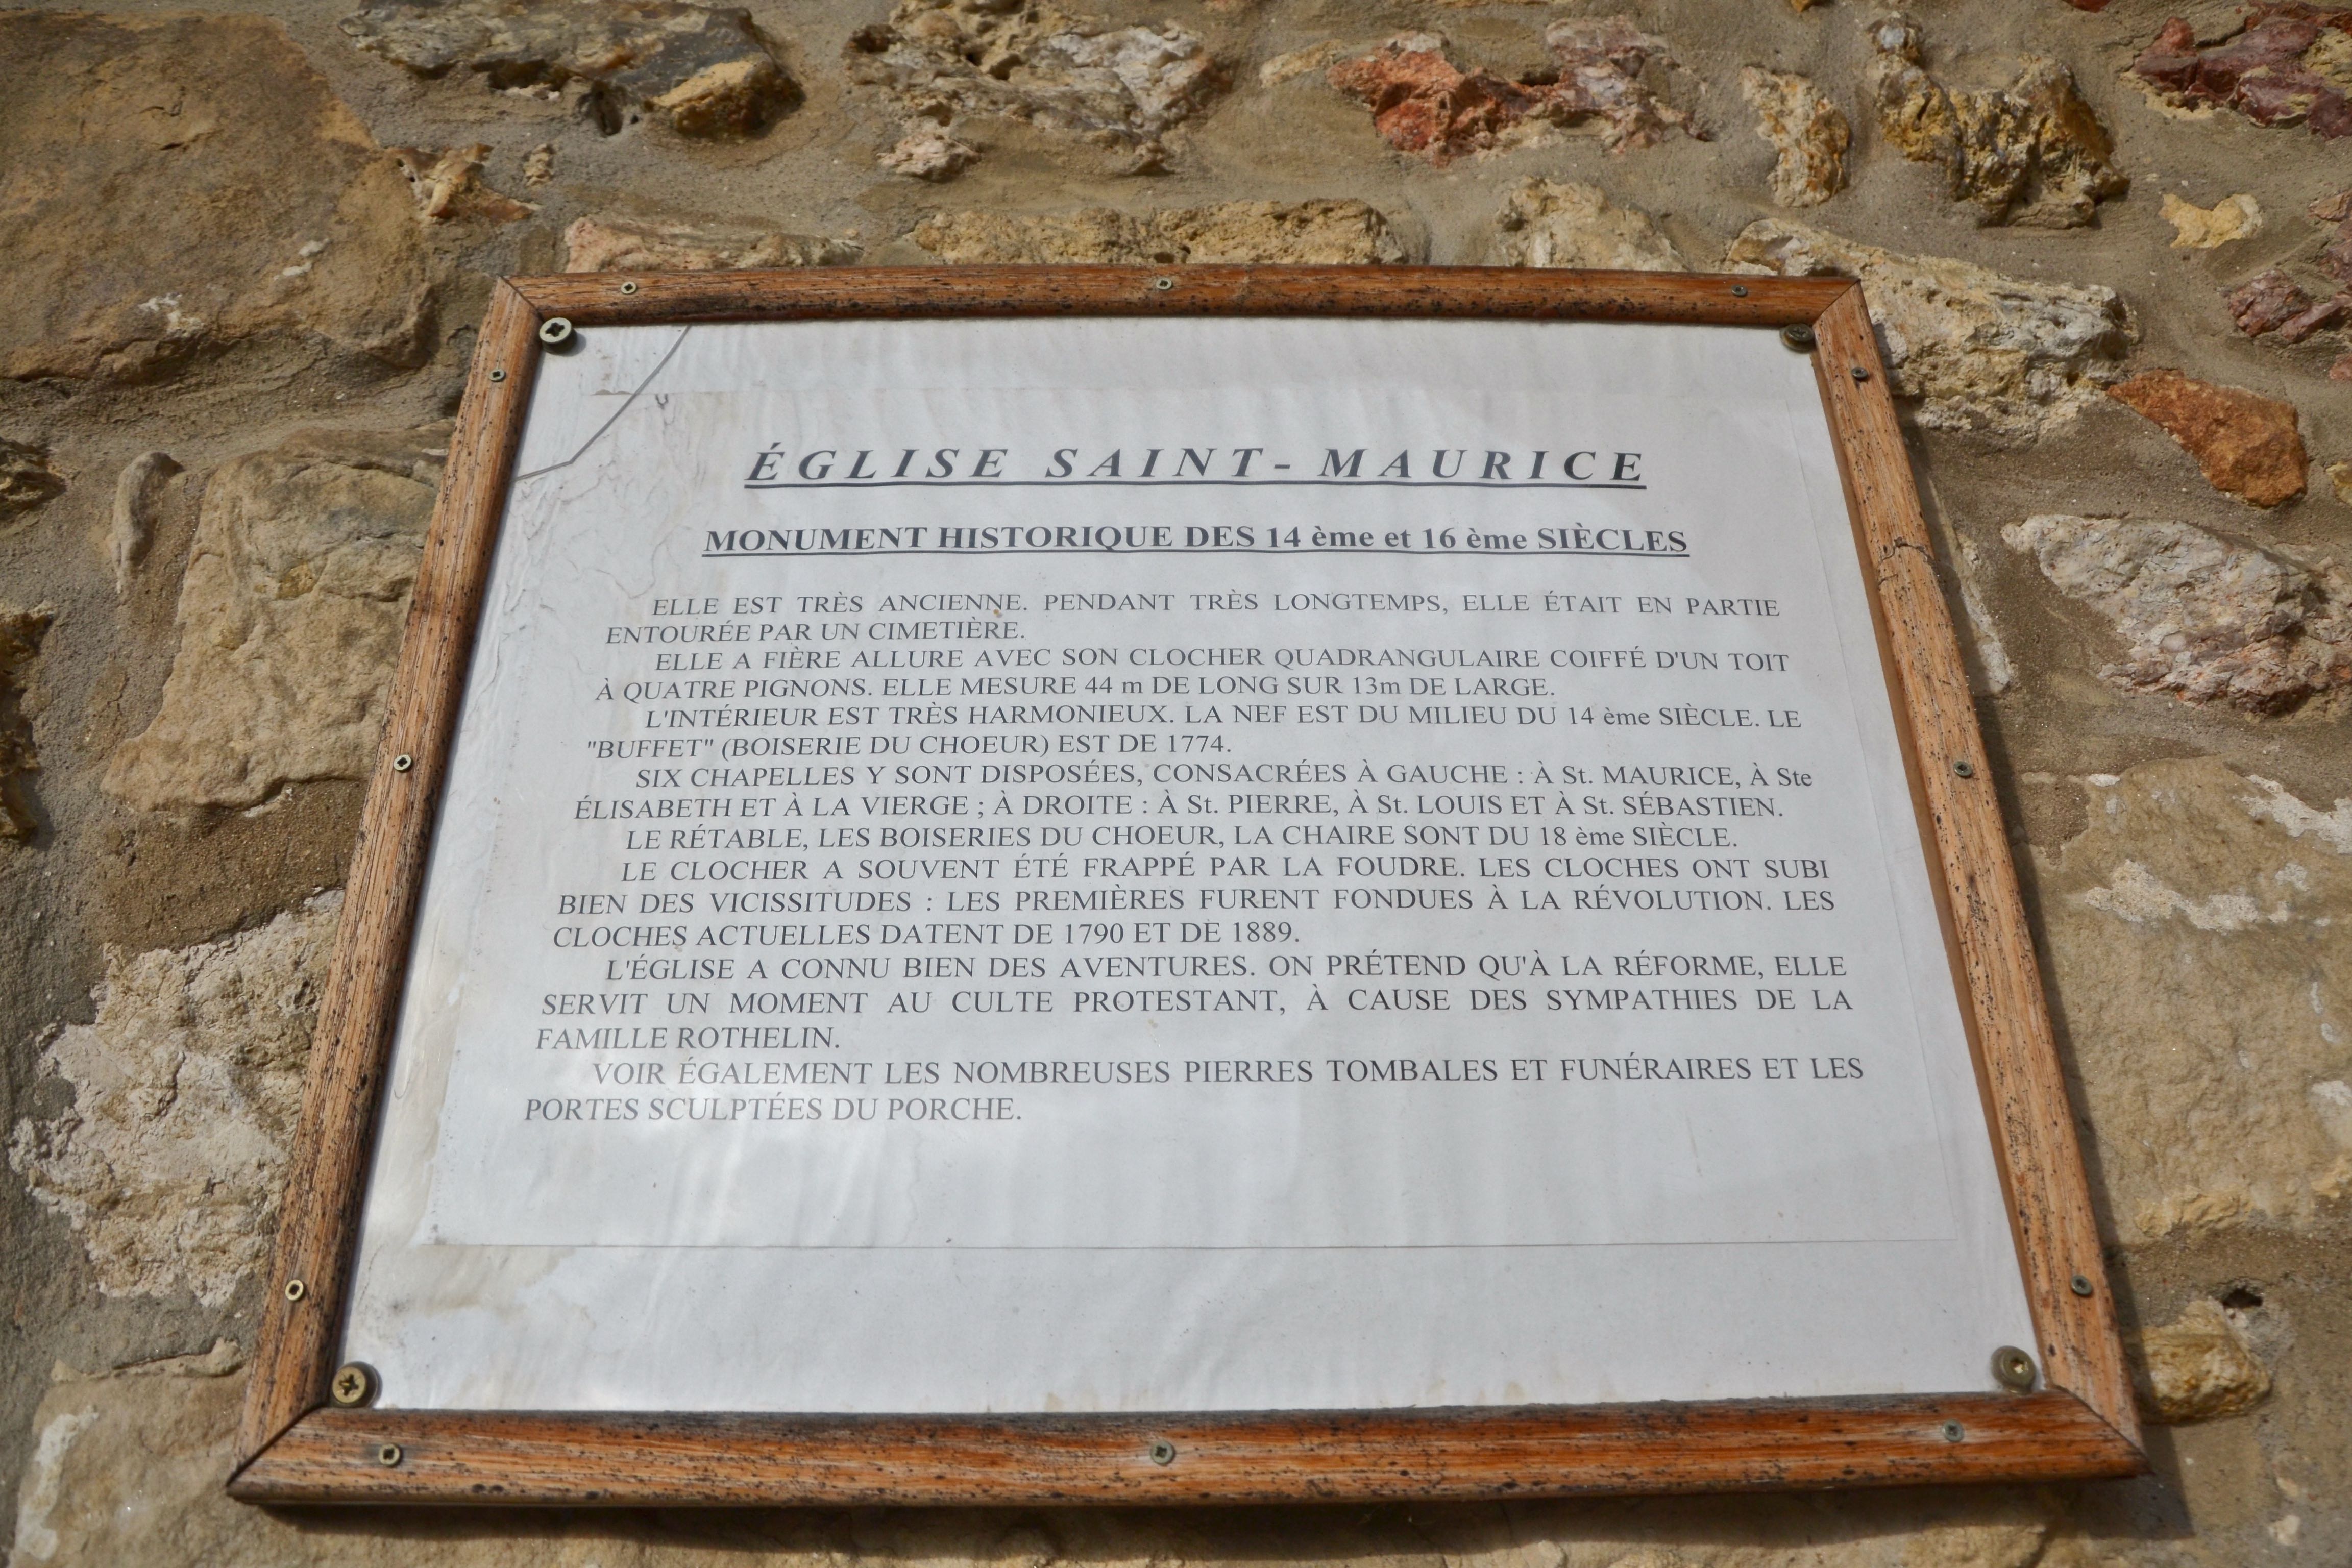 ÉGLISE SAINT-MAURICE
MONUMENT HISTORIQUE DES 14 ème et 16 ème SIÈCLES
ELLE EST TRÈS ANCIENNE. PENDANT TRÈS LONGTEMPS, ELLE ÉTAIT EN PARTIE
ENTOURÉE PAR UN CIMETIÈRE.
ELLE A FIÈRE ALLURE AVEC SON CLOCHER QUADRANGULAIRE COIFFÉ D'UN TOIT
À QUATRE PIGNONS. ELLE MESURE 44 m DE LONG SUR 13m DE LARGE.
L'INTÉRIEUR EST TRÈS HARMONIEUX. LA NEF EST DU MILIEU DU 14 ème SIÈCLE. LE
"BUFFET" (BOISERIE DU CHOEUR) EST DE 1774.
SIX CHAPELLES Y SONT DISPOSÉES, CONSACRÉES À GAUCHE : À St. MAURICE, À Ste
ÉLISABETH ET À LA VIERGE ; À DROITE : À St. PIERRE, À St. LOUIS ET À St. SÉBASTIEN.
LE RÉTABLE, LES BOISERIES DU CHOEUR, LA CHAIRE SONT DU 18 ème SIÈCLE.
LE CLOCHER A SOUVENT ÉTÉ FRAPPÉ PAR LA FOUDRE. LES CLOCHES ONT SUBI
BIEN DES VICISSITUDES : LES PREMIÈRES FURENT FONDUES À LA RÉVOLUTION. LES
CLOCHES ACTUELLES DATENT DE 1790 ET DE 1889.
L'ÉGLISE A CONNU BIEN DES AVENTURES. ON PRÉTEND QU'À LA RÉFORME, ELLE
SERVIT UN MOMENT AU CULTE PROTESTANT, À CAUSE DES SYMPATHIES DE LA
FAMILLE ROTHELIN.
VOIR ÉGALEMENT LES NOMBREUSES PIERRES TOMBALES ET FUNÉRAIRES ET LES
PORTES SCULPTÉES DU PORCHE.